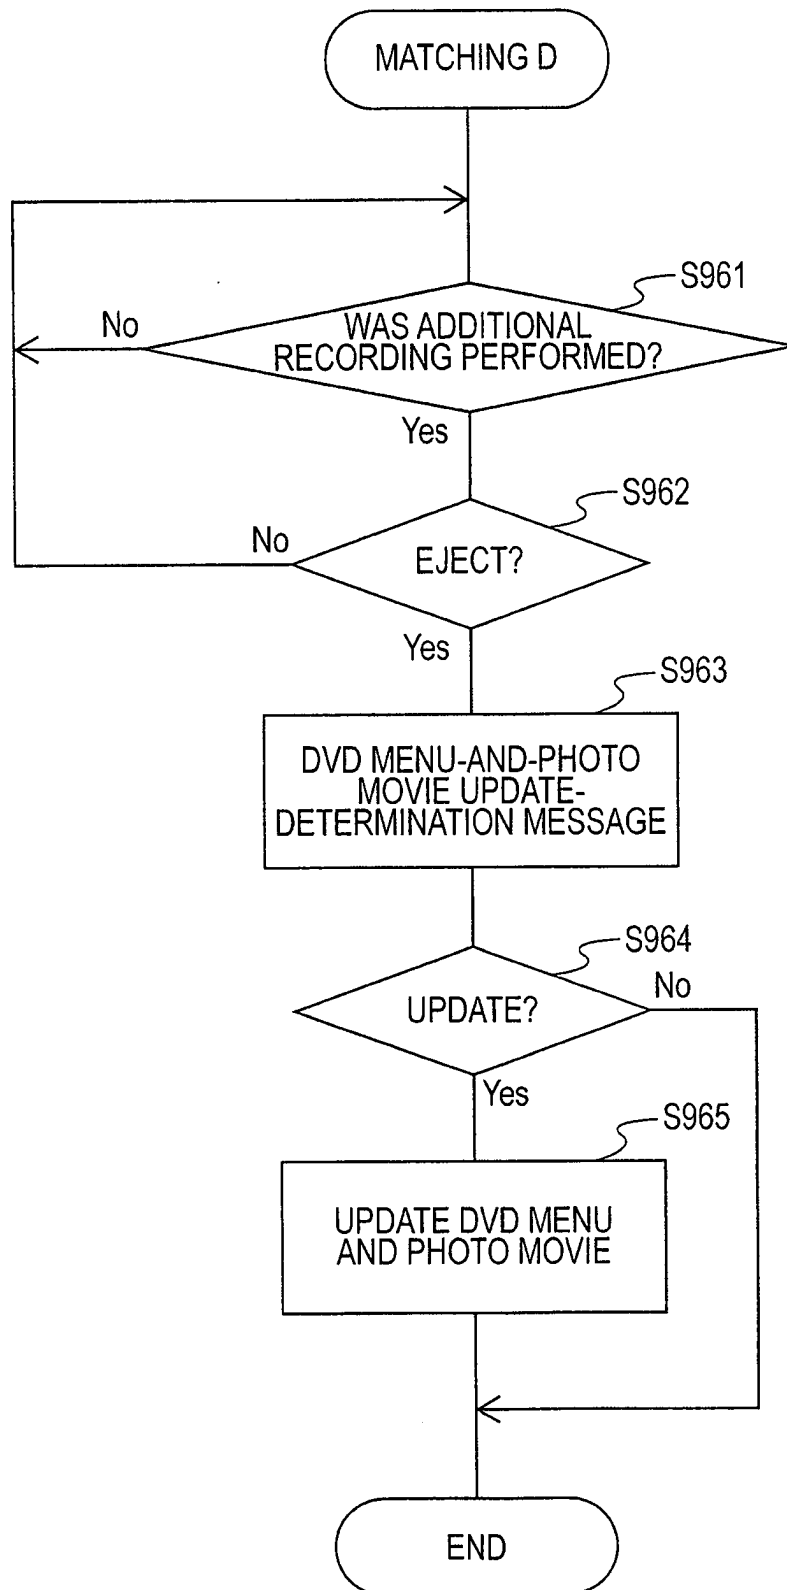 MATCHING D
S961
No
WAS ADDITIONAL
RECORDING PERFORMED?
Yes
S962
No
EJECT?
Yes
S963
DVD MENU-AND-PHOTO
MOVIE UPDATE-
DETERMINATION MESSAGE
S964
No
UPDATE?
Yes
S965
UPDATE DVD MENU
AND PHOTO MOVIE
END